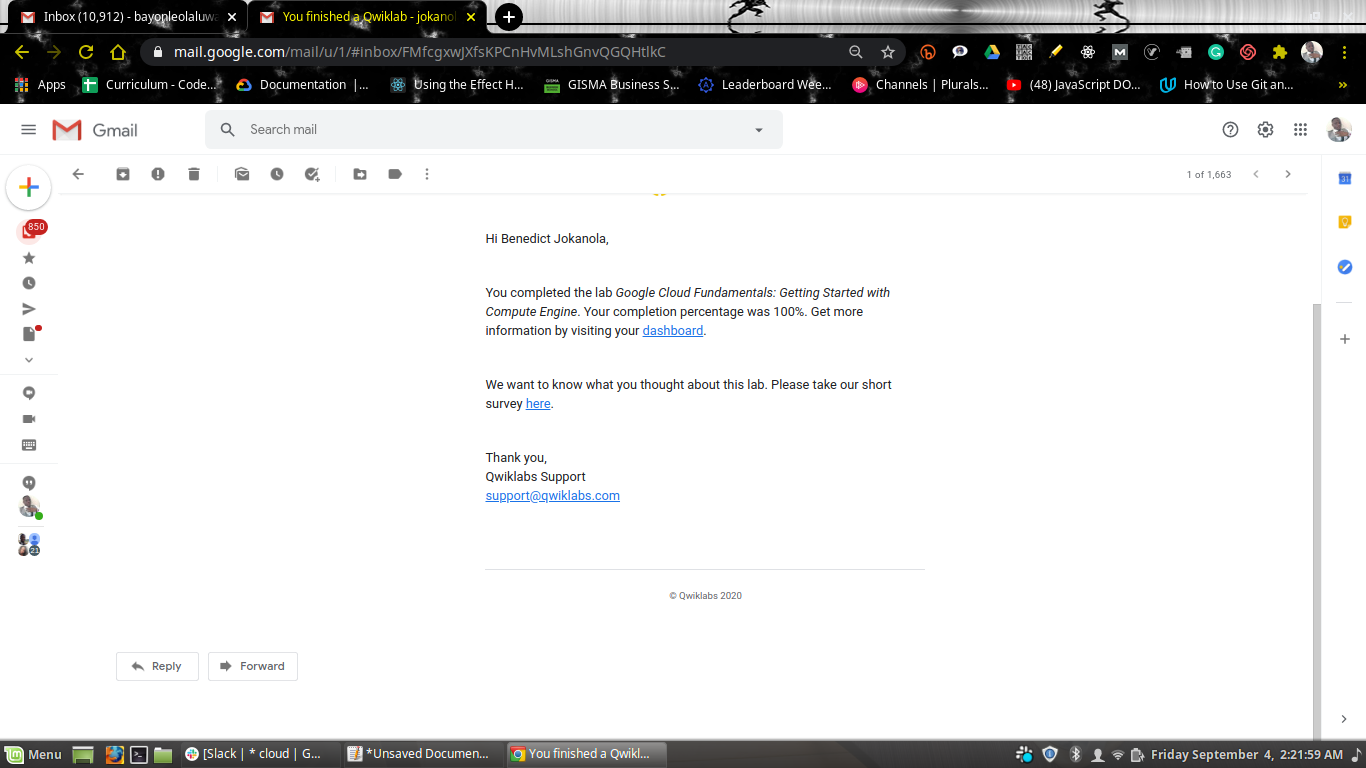 Inbox (10,912) - bayonleolaluwa
You finished a Qwiklab - jokanol
mail.google.com/mail/u/1/#inbox/FMfcgxwJXfsKPCnHvMLshGnvQGQHtlkC
Apps
Curriculum - Code...
Documentation |...
Using the Effect H...
GISMA Business S...
Leaderboard Wee...
Channels | Plurals...
(48) JavaScript DO...
How to Use Git an...
Gmail
Search mail
1 of 1,663
850
31
Hi Benedict Jokanola,
You completed the lab Google Cloud Fundamentals: Getting Started with
Compute Engine. Your completion percentage was 100%. Get more
information by visiting your dashboard.
We want to know what you thought about this lab. Please take our short
survey here.
Thank you,
Qwiklabs Support
support@qwiklabs.com
21
© Qwiklabs 2020
Reply
Forward
Menu
[Slack | * cloud | G...
*Unsaved Documen...
You finished a Qwikl...
Friday September 4, 2:21:59 AM